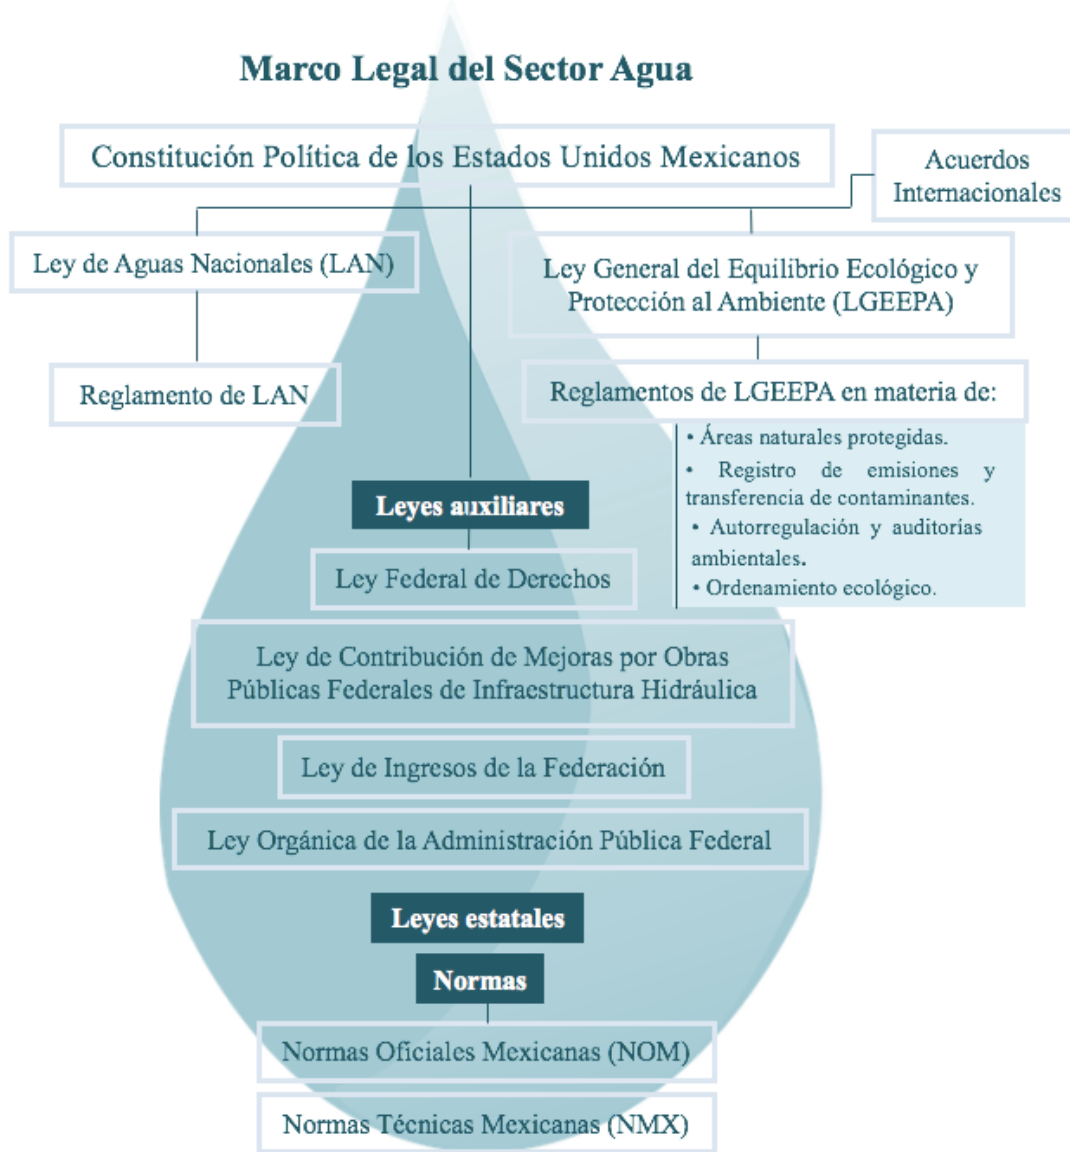 Marco Legal del Sector Agua
Constitución Política de los Estados Unidos Mexicanos
Acuerdos
Internacionales
Ley de Aguas Nacionales (LAN)
Ley General del Equilibrio Ecológico y
Protección al Ambiente (LGEEPA)
Reglamento de LAN
Reglamentos de LGEEPA en materia de:
• Áreas naturales protegidas.
• Registro de emisiones y
transferencia de contaminantes.
• Autorregulación y auditorías
ambientales.
• Ordenamiento ecológico.
Leyes auxiliares
Ley Federal de Derechos
Ley de Contribución de Mejoras por Obras
Públicas Federales de Infraestructura Hidráulica
Ley de Ingresos de la Federación
Ley Orgánica de la Administración Pública Federal
Leyes estatales
Normas
Normas Oficiales Mexicanas (NOM)
Normas Técnicas Mexicanas (NMX)